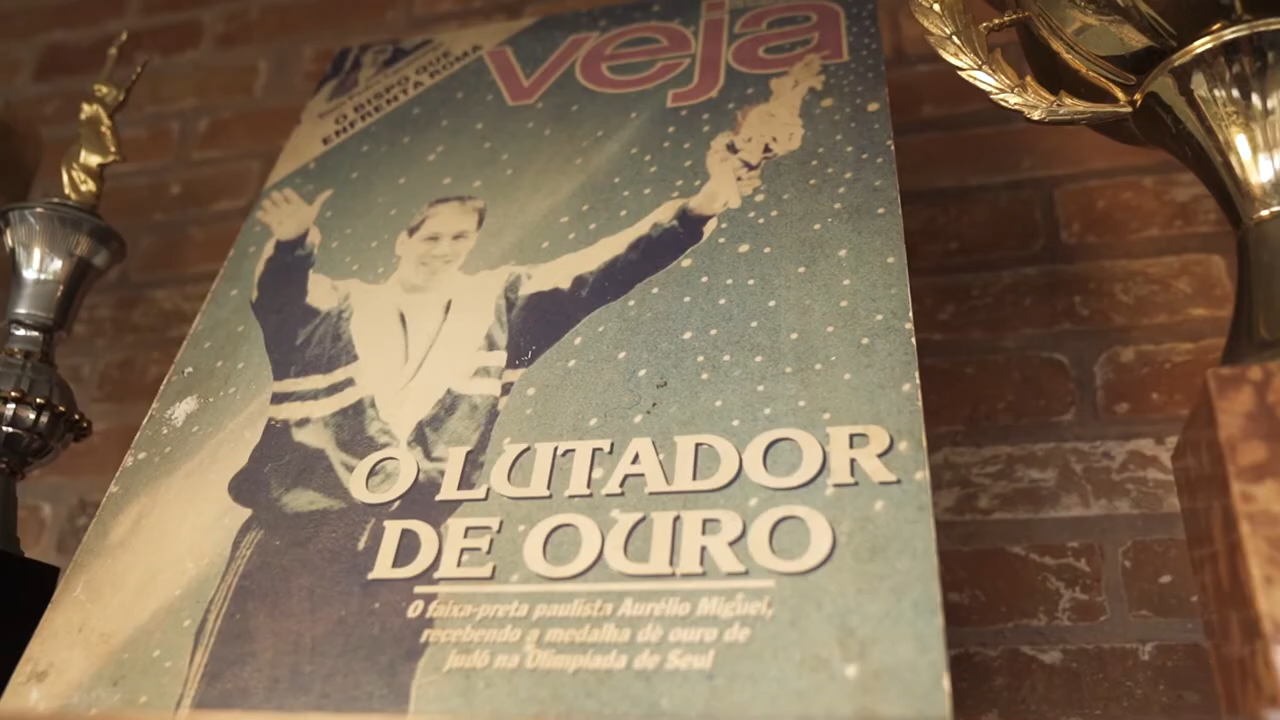 veja
O BISPO QUE
ENFRENTA ROMA
O LUTADOR
DE OURO
O faixa-preta paulista Aurélio Miguel,
recebendo a medalha de ouro de
judô na Olimpíada de Seul